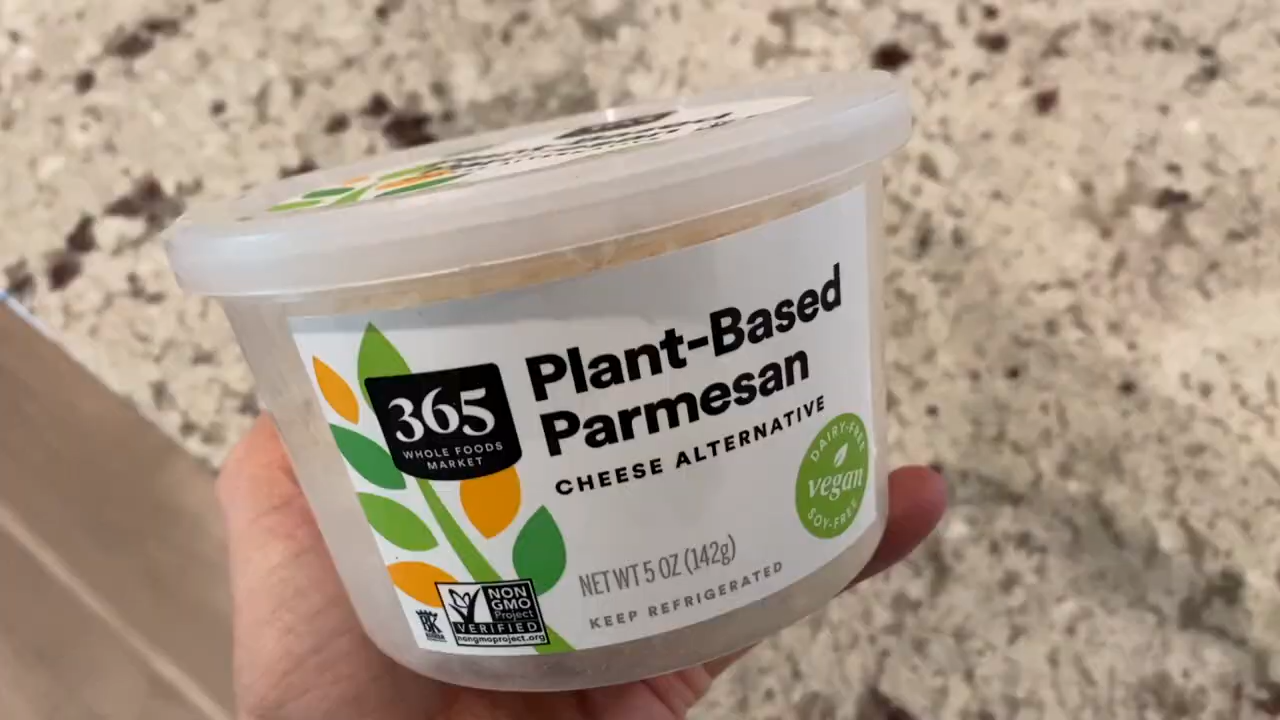 365
WHOLE FOODS
MARKET
Plant-Based
Parmesan
CHEESE ALTERNATIVE
DAIRY-FREE
vegan
SOY-FREE
NET WT 5 OZ (142g)
KEEP REFRIGERATED
BK
NON
GMO
Project
VERIFIED
nongmoproject.org